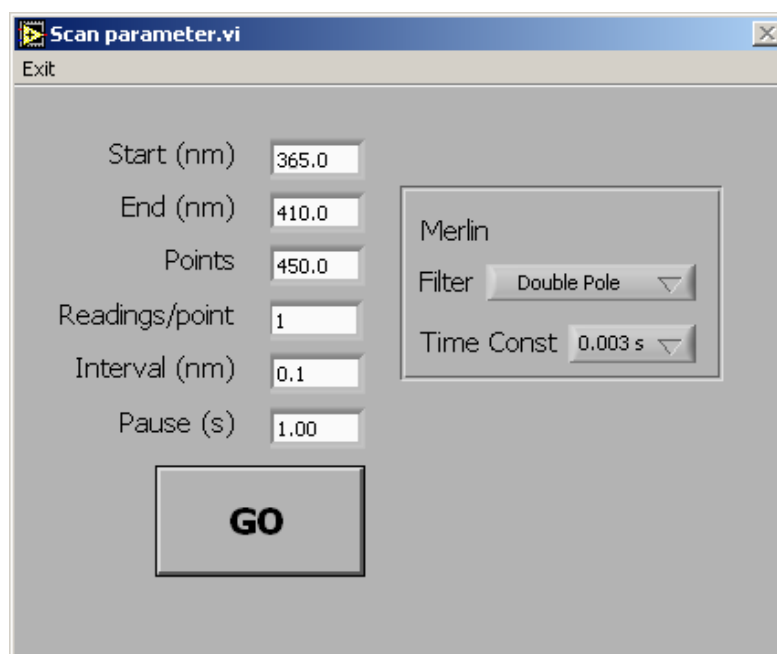 Scan parameter.vi
Exit
Start (nm) 365.0
End (nm) 410.0
Points 450.0
Readings/point 1
Interval (nm) 0.1
Pause (s) 1.00
GO
Merlin
Filter Double Pole
Time Const 0.003 s